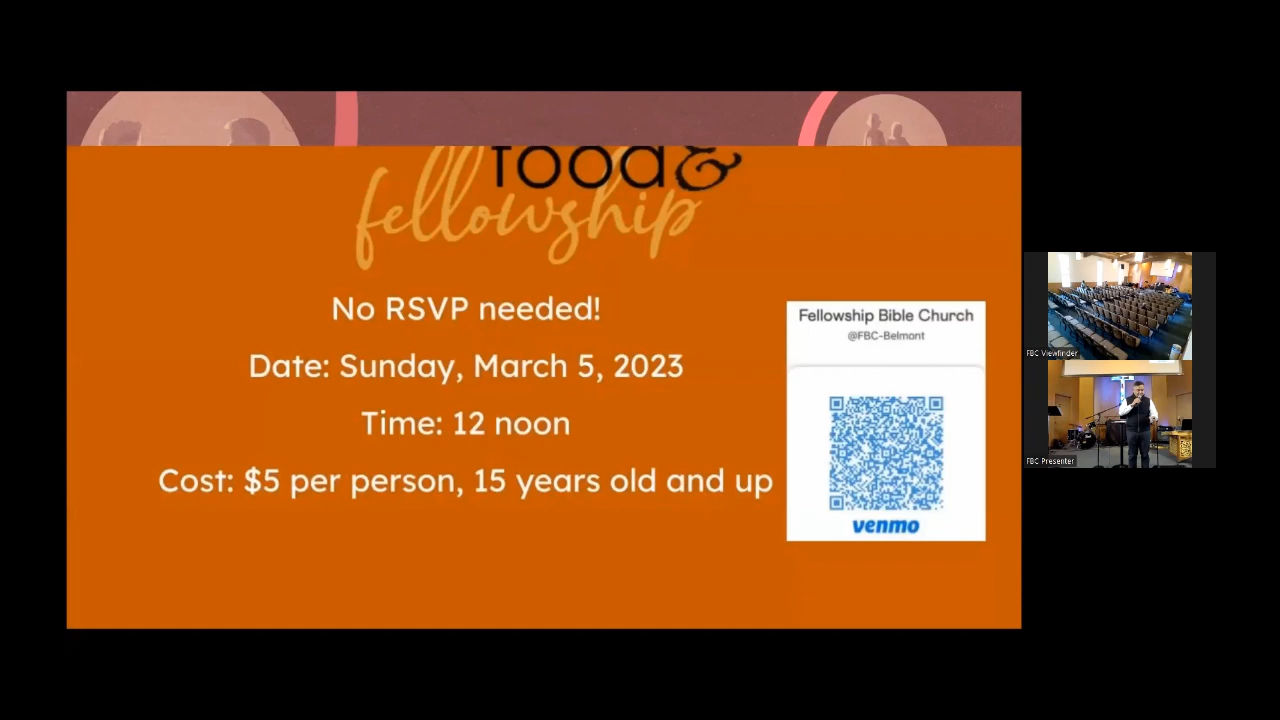 food &
fellowship
No RSVP needed!
Date: Sunday, March 5, 2023
Time: 12 noon
Cost: $5 per person, 15 years old and up
Fellowship Bible Church
@FBC-Belmont
venmo
FBC Viewfinder
FBC Presenter